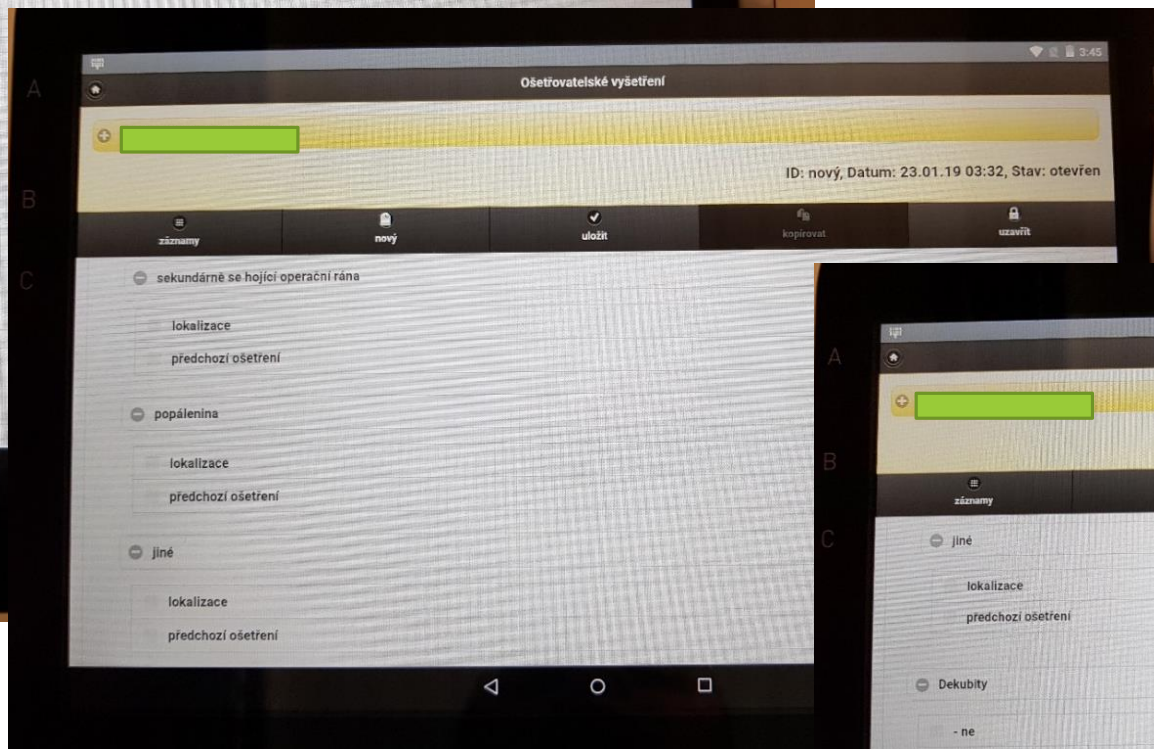 3:45
Ošetřovatelské vyšetření
ID: nový, Datum: 23.01.19 03:32, Stav: otevřen
záznamy nový uložit kopírovat uzavřít
sekundárně se hojící operační rána
lokalizace
předchozí ošetření
popálenina
lokalizace
předchozí ošetření
jiné
lokalizace
předchozí ošetření
A
B
C
záznamy
jiné
lokalizace
předchozí ošetření
Dekubity
- ne
A
B
C